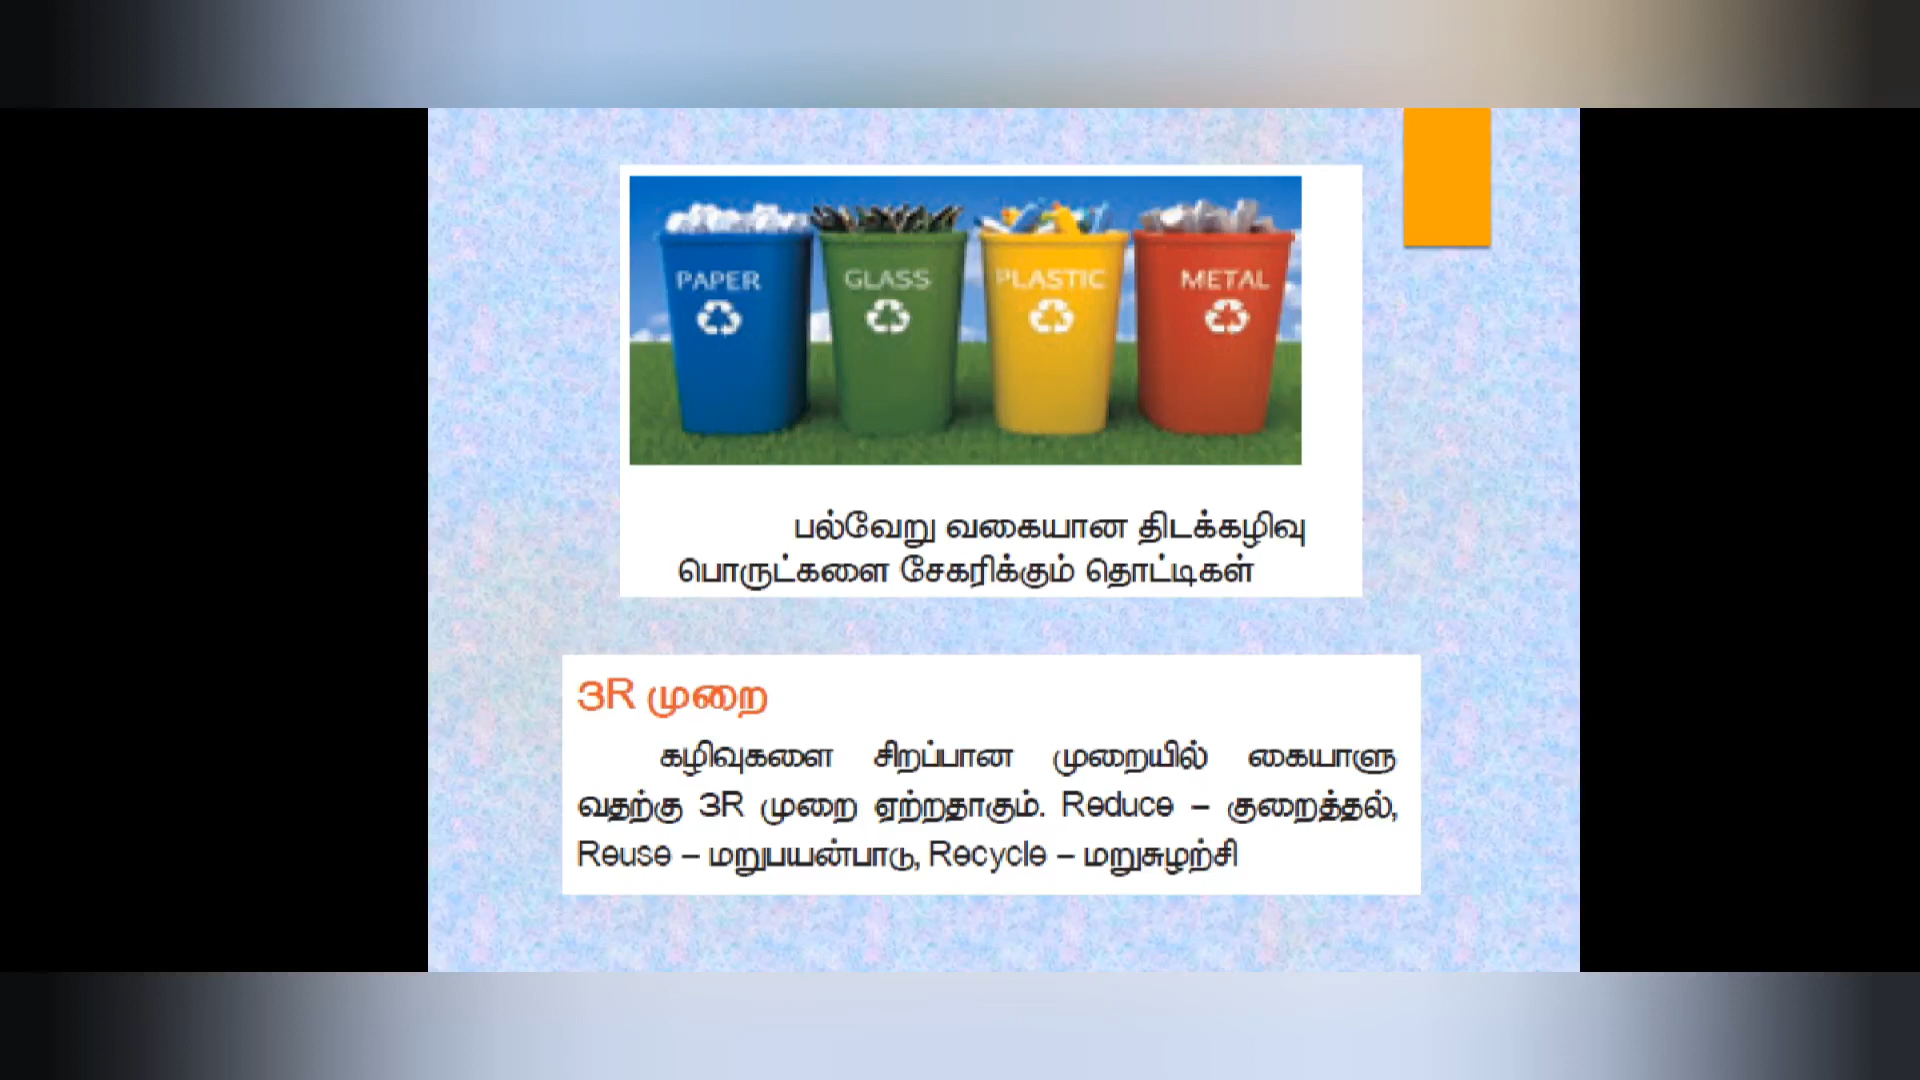 PAPER GLASS PLASTIC METAL
பல்வேறு வகையான திடக்கழிவு
பொருட்களை சேகரிக்கும் தொட்டிகள்
3R முறை
கழிவுகளை சிறப்பான முறையில் கையாளு
வதற்கு 3R முறை ஏற்றதாகும். Reduce – குறைத்தல்,
Reuse – மறுபயன்பாடு, Recycle – மறுசுழற்சி